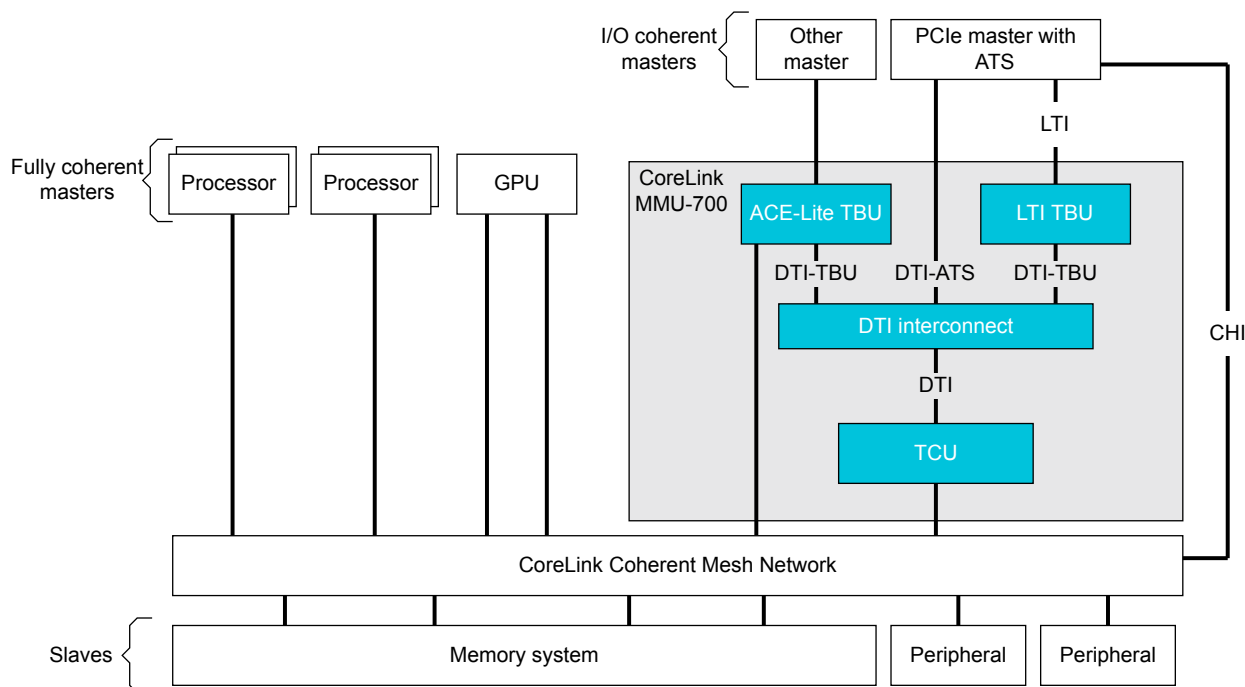 I/O coherent
masters
Other
master
PCIe master with
ATS
LTI
Fully coherent
masters
Processor
Processor
GPU
CoreLink
MMU-700
ACE-Lite TBU
LTI TBU
DTI-TBU
DTI-ATS
DTI-TBU
DTI interconnect
CHI
DTI
TCU
CoreLink Coherent Mesh Network
Slaves
Memory system
Peripheral
Peripheral